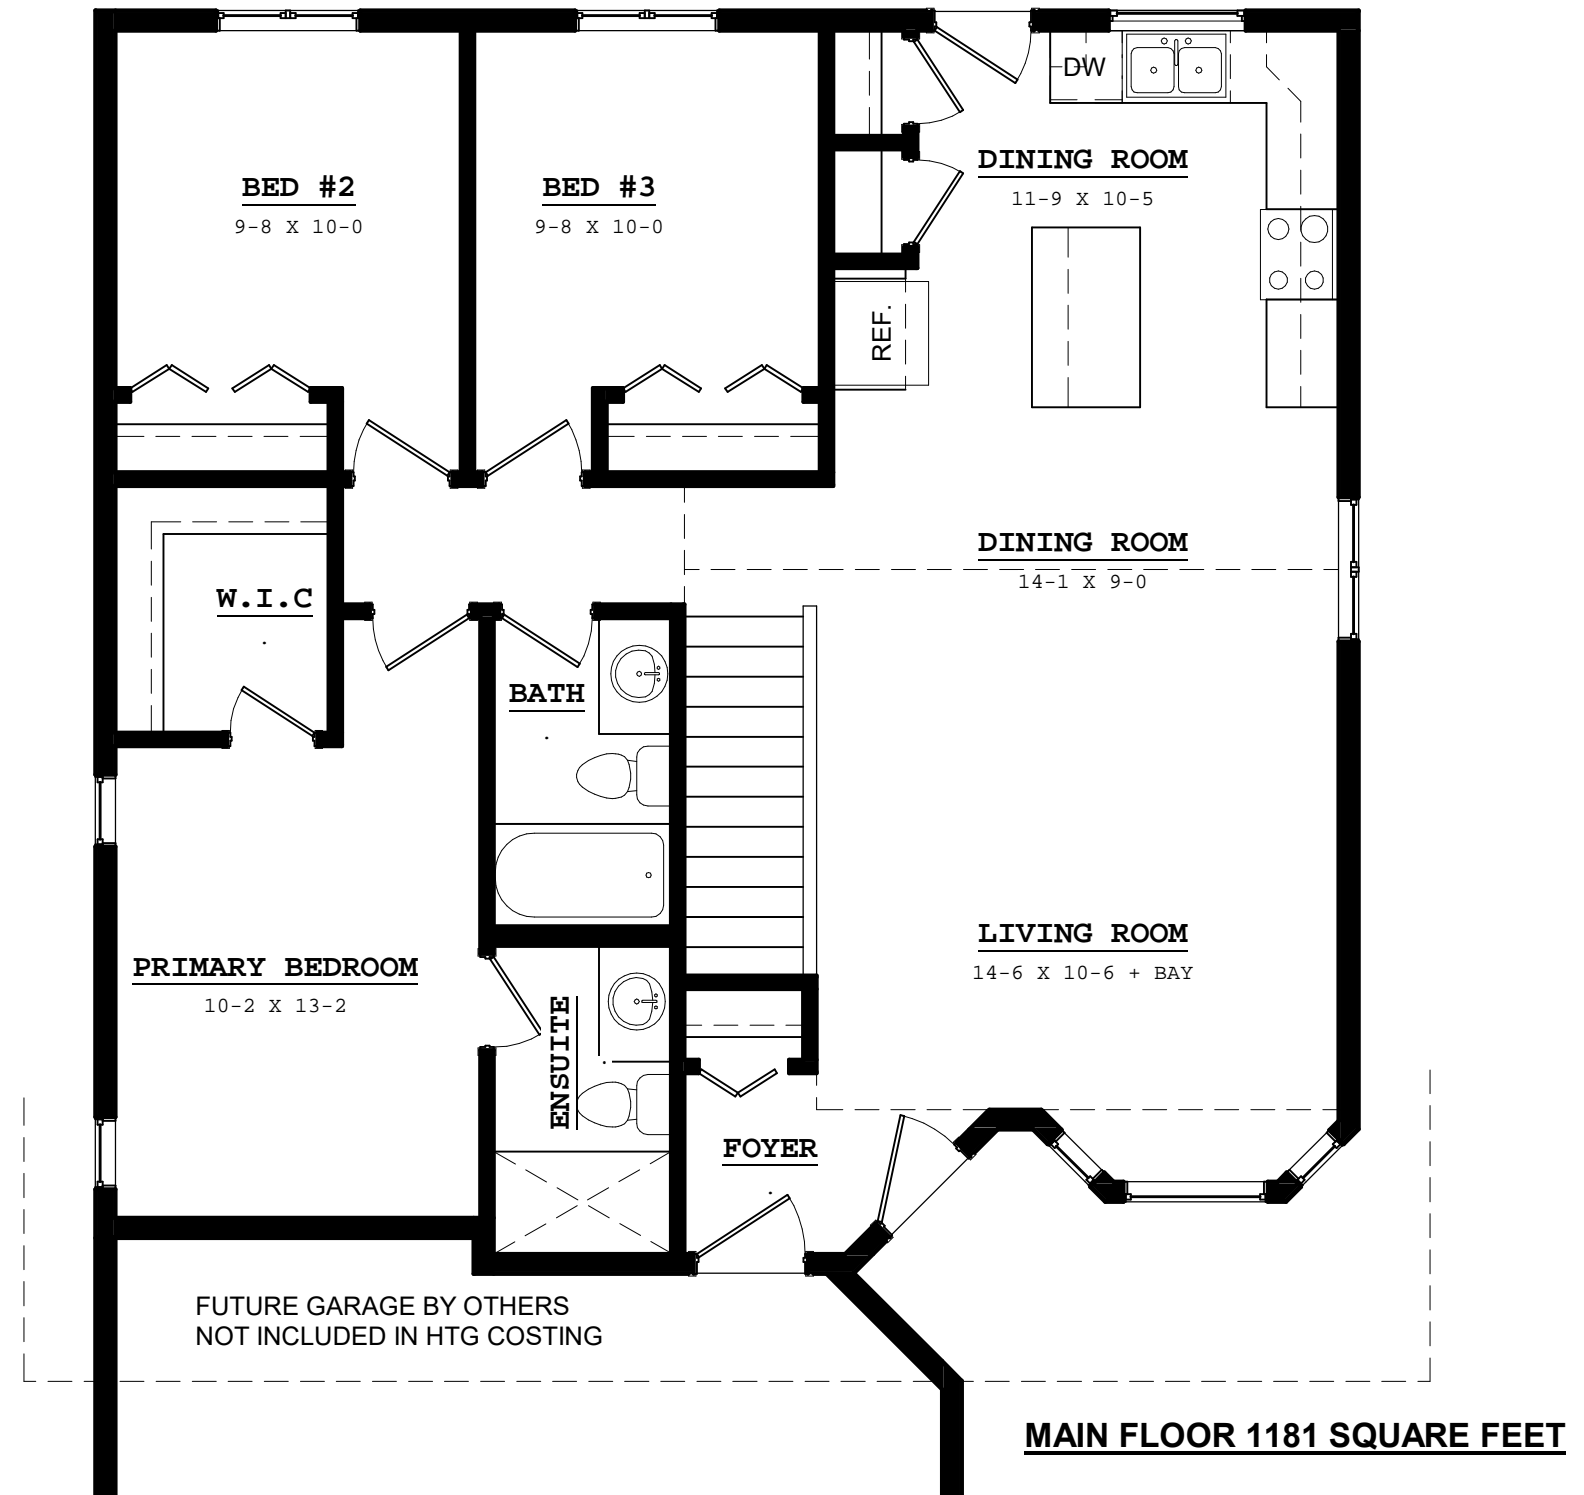 DW
DINING ROOM
11-9 X 10-5
BED #2
9-8 X 10-0
BED #3
9-8 X 10-0
REF.
DINING ROOM
14-1 X 9-0
W.I.C
BATH
LIVING ROOM
14-6 X 10-6 + BAY
PRIMARY BEDROOM
10-2 X 13-2
ENSUITE
FOYER
FUTURE GARAGE BY OTHERS
NOT INCLUDED IN HTG COSTING
MAIN FLOOR 1181 SQUARE FEET